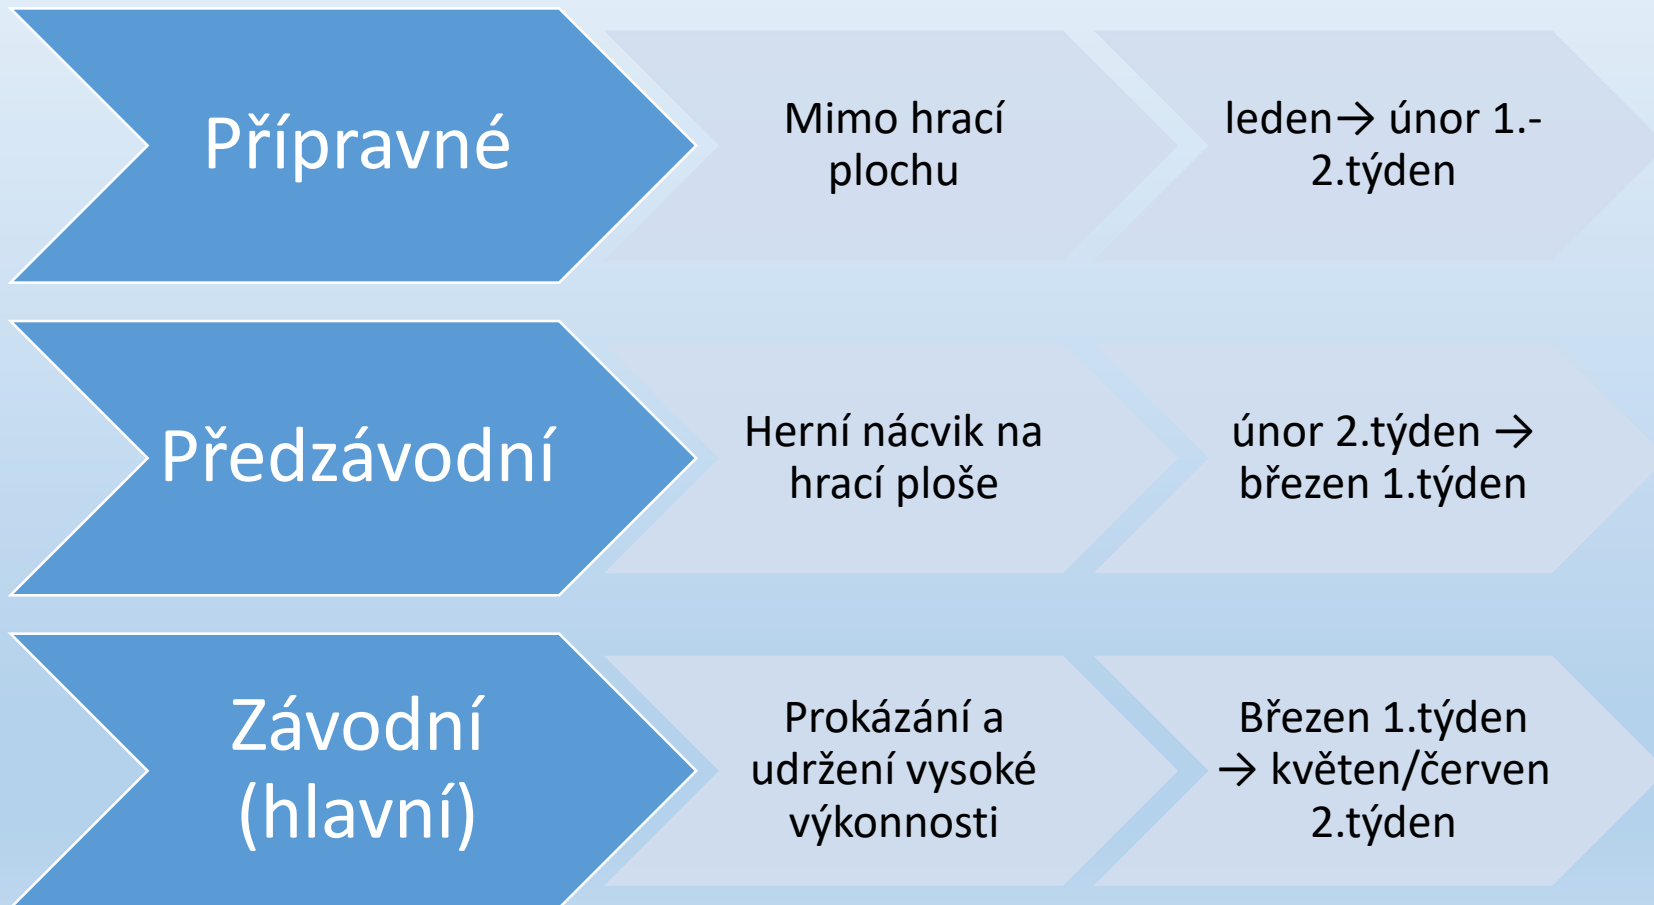 Přípravné
Mimo hrací
plochu
leden→ únor 1.-
2.týden
Předzávodní
Herní nácvik na
hrací ploše
únor 2.týden →
březen 1.týden
Závodní
(hlavní)
Prokázání a
udržení vysoké
výkonnosti
Březen 1.týden
→ květen/červen
2.týden